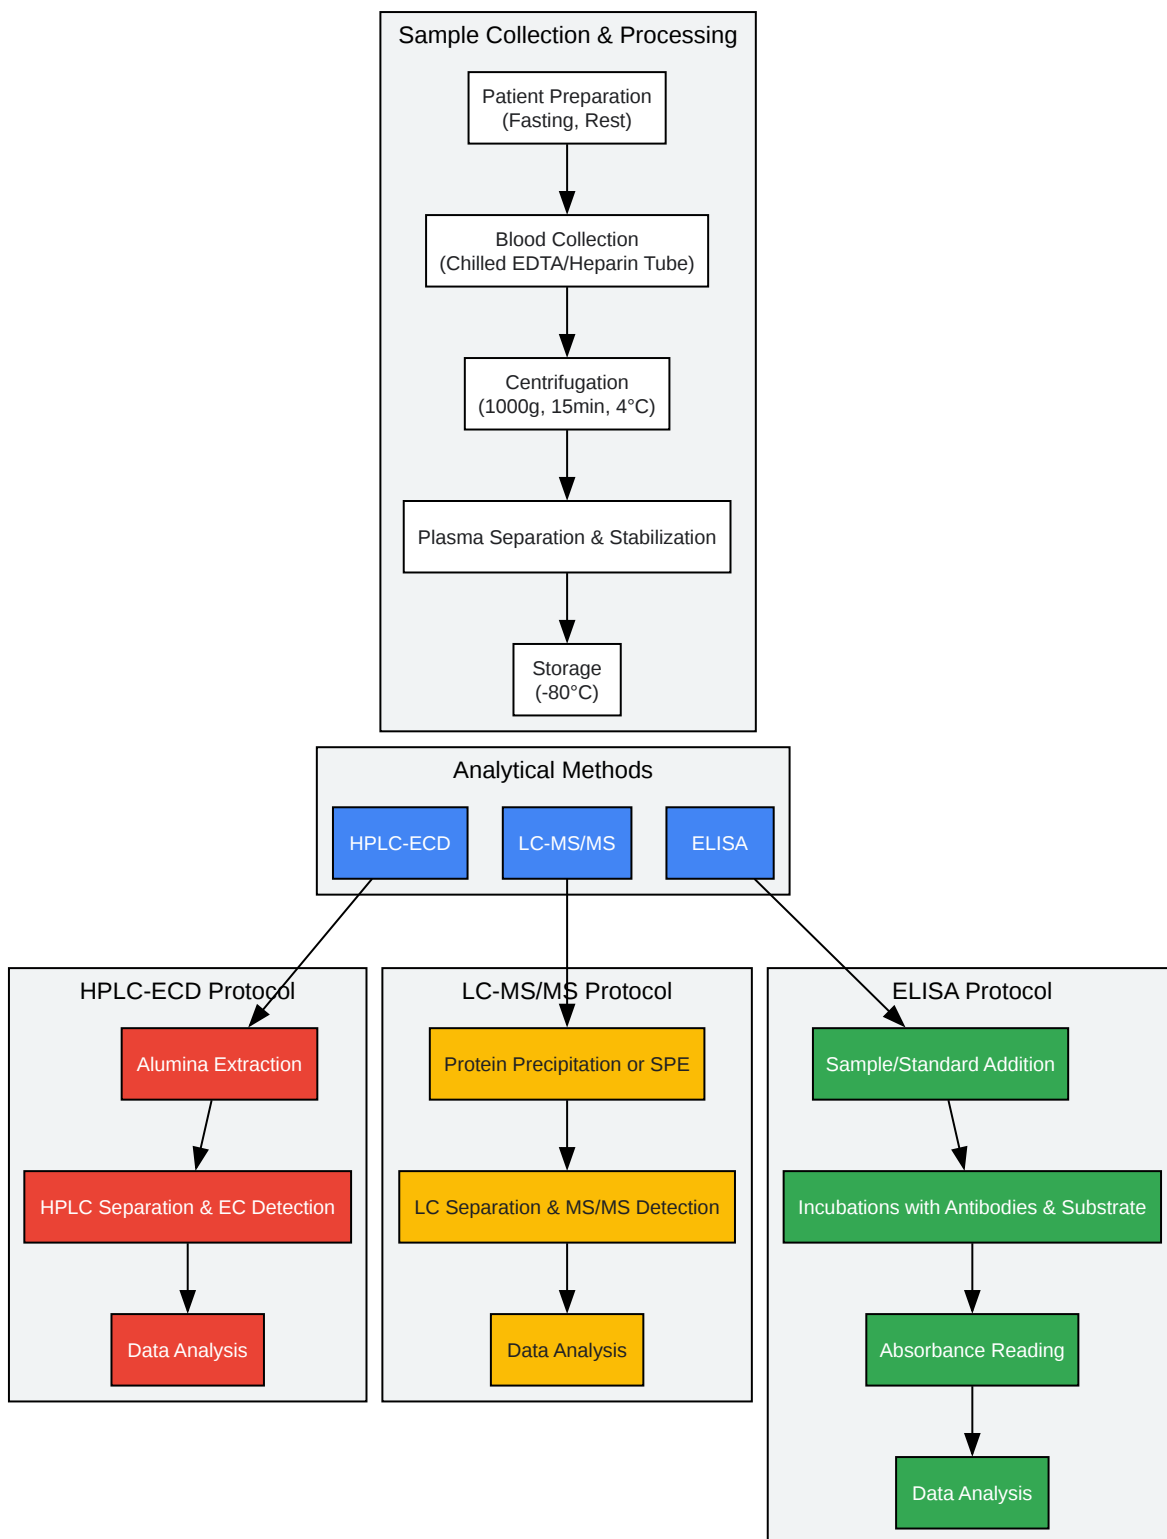 Sample Collection & Processing
Patient Preparation
(Fasting, Rest)
Blood Collection
(Chilled EDTA/Heparin Tube)
Centrifugation
(1000g, 15min, 4°C)
Plasma Separation & Stabilization
Storage
(-80°C)
Analytical Methods
HPLC-ECD
LC-MS/MS
ELISA
HPLC-ECD Protocol
Alumina Extraction
HPLC Separation & EC Detection
Data Analysis
LC-MS/MS Protocol
Protein Precipitation or SPE
LC Separation & MS/MS Detection
Data Analysis
ELISA Protocol
Sample/Standard Addition
Incubations with Antibodies & Substrate
Absorbance Reading
Data Analysis